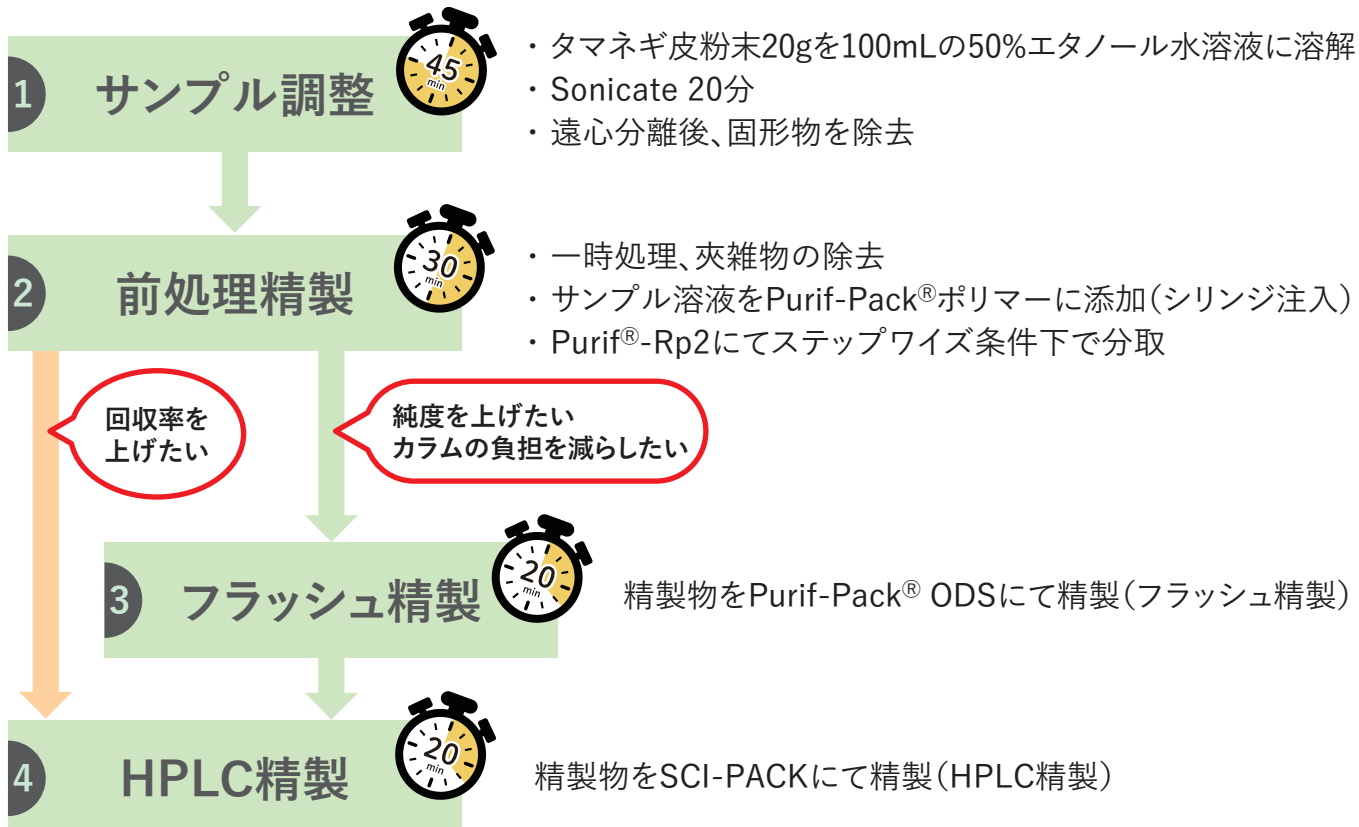 1 サンプル調整
45
min
・タマネギ皮粉末20gを100mLの50%エタノール水溶液に溶解
・Sonicate 20分
・遠心分離後、固形物を除去
2 前処理精製
30
min
・一時処理、夾雑物の除去
・サンプル溶液をPurif-Pack®ポリマーに添加(シリンジ注入)
・Purif®-Rp2にてステップワイズ条件下で分取
回収率を
上げたい
純度を上げたい
カラムの負担を減らしたい
3 フラッシュ精製
20
min
精製物をPurif-Pack® ODSにて精製(フラッシュ精製)
4 HPLC精製
20
min
精製物をSCI-PACKにて精製(HPLC精製)